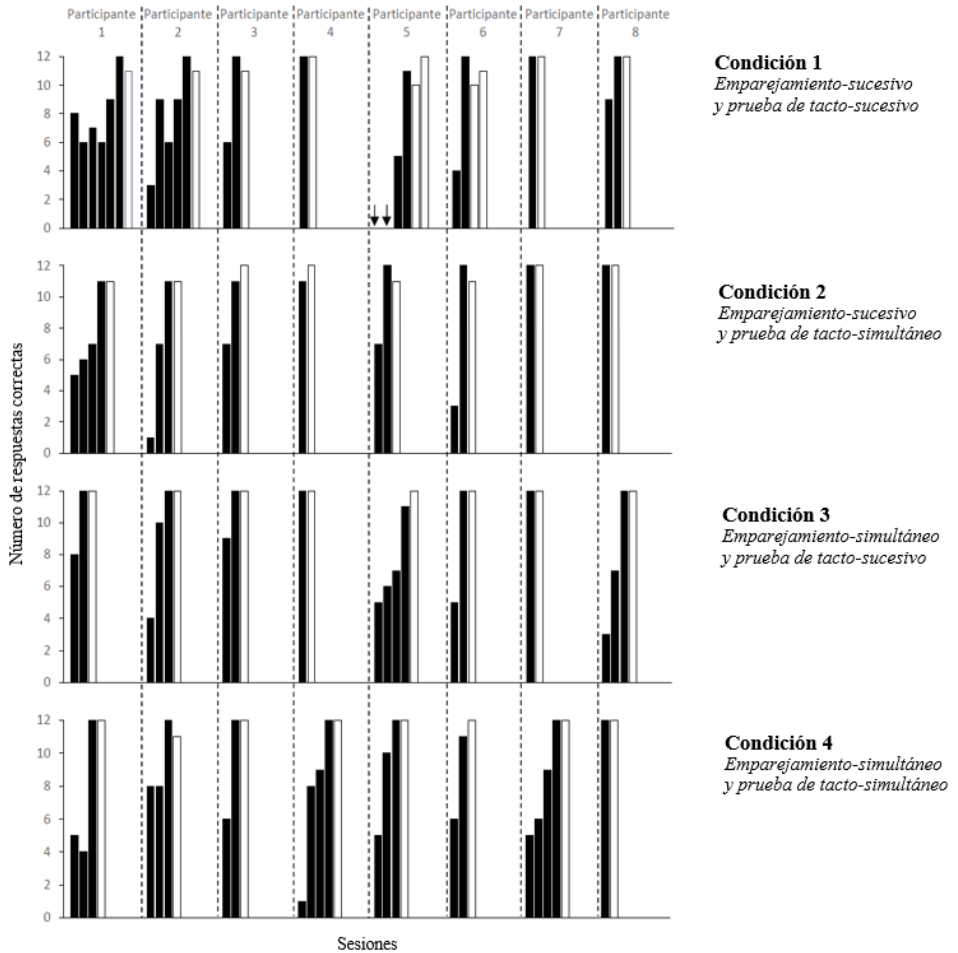 Participante Participante Participante Participante Participante Participante Participante Participante
1 2 3 4 5 6 7 8
12
10
8
6
4
2
0
Condición 1
Emparejamiento-sucesivo
y prueba de tacto-sucesivo
12
10
8
6
4
2
0
Condición 2
Emparejamiento-sucesivo
y prueba de tacto-simultáneo
Número de respuestas correctas
12
10
8
6
4
2
0
Condición 3
Emparejamiento-simultáneo
y prueba de tacto-sucesivo
12
10
8
6
4
2
0
Condición 4
Emparejamiento-simultáneo
y prueba de tacto-simultáneo
Sesiones